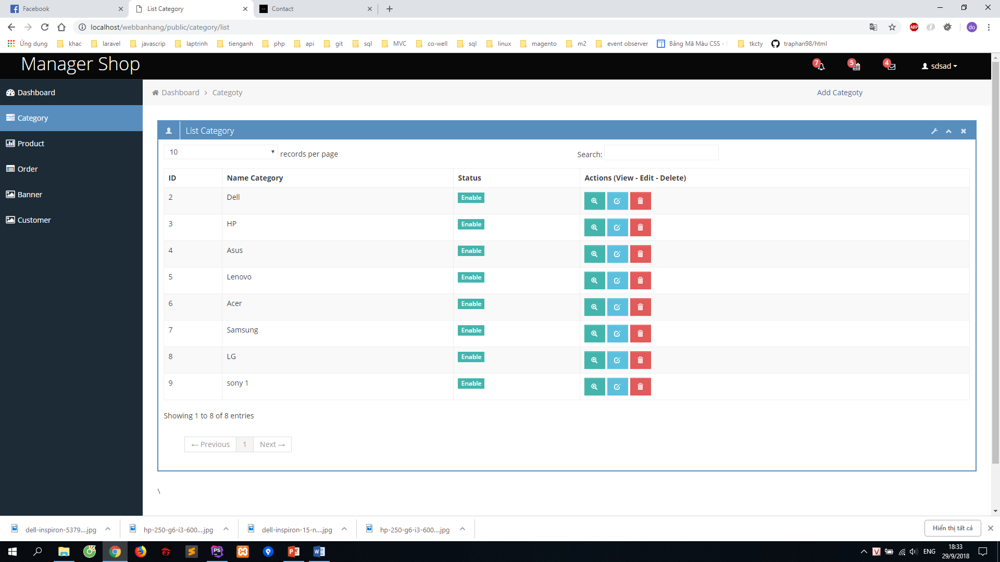 Facebook
List Category
Contact
localhost/webbanhang/public/category/list
do
Ứng dụng khac laravel javascrip laptrinh tienganh php api git sql MVC co-well sql linux magento m2 event observer Bảng Mã Màu CSS - tkcty traphan98/html
ABP
Manager Shop
7
5
4
sdsad
Dashboard
Category
Product
Order
Banner
Customer
Dashboard > Categoty
Add Categoty
List Category
10
records per page
Search:
ID Name Category Status Actions (View - Edit - Delete)
2 Dell Enable
3 HP Enable
4 Asus Enable
5 Lenovo Enable
6 Acer Enable
7 Samsung Enable
8 LG Enable
9 sony 1 Enable
Showing 1 to 8 of 8 entries
← Previous 1 Next →
\
dell-inspiron-5379....jpg
hp-250-g6-i3-600....jpg
dell-inspiron-15-n....jpg
hp-250-g6-i3-600....jpg
Hiển thị tất cả
PS
V
ENG
18:33
29/9/2018